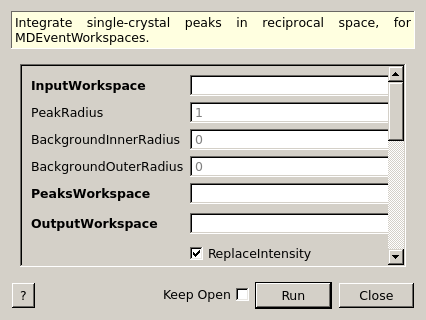 Integrate single-crystal peaks in reciprocal space, for
MDEventWorkspaces.
InputWorkspace
PeakRadius 1
BackgroundInnerRadius 0
BackgroundOuterRadius 0
PeaksWorkspace
OutputWorkspace
ReplaceIntensity
? Keep Open Run Close